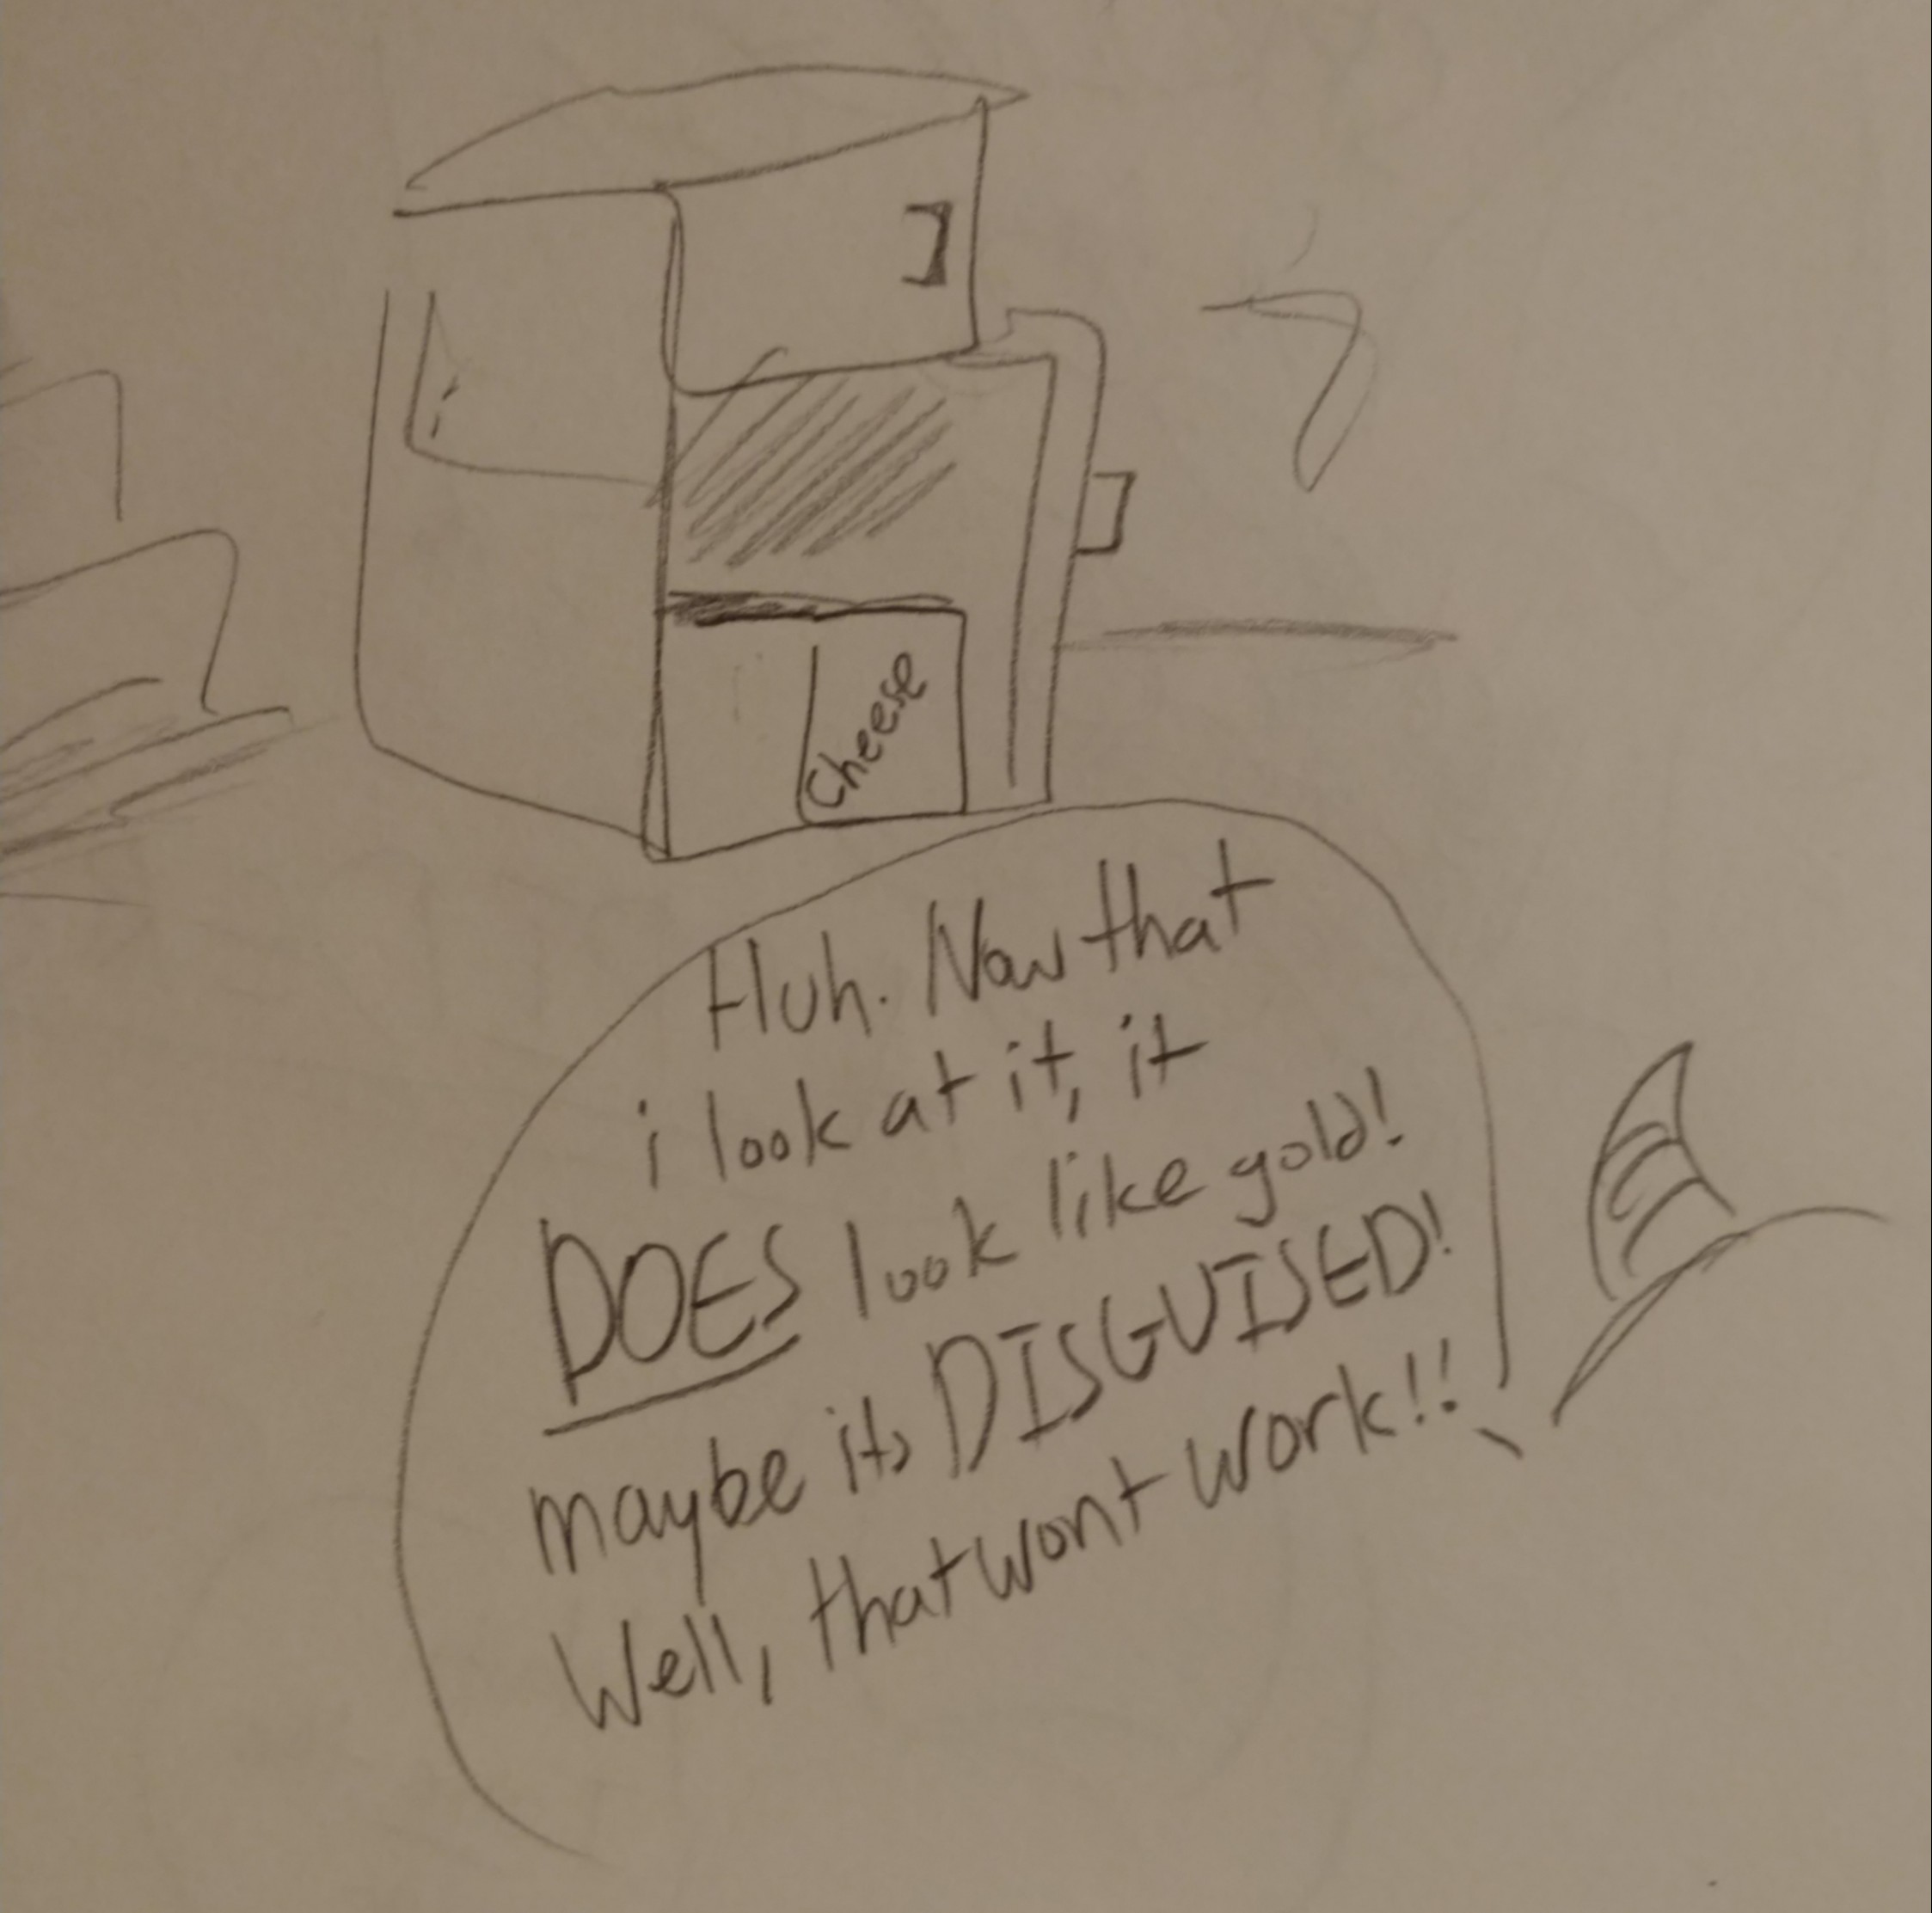 Cheese
Huh. Now that
i look at it, it
DOES look like gold!
maybe its DISGUISED!
Well, that wont work!!